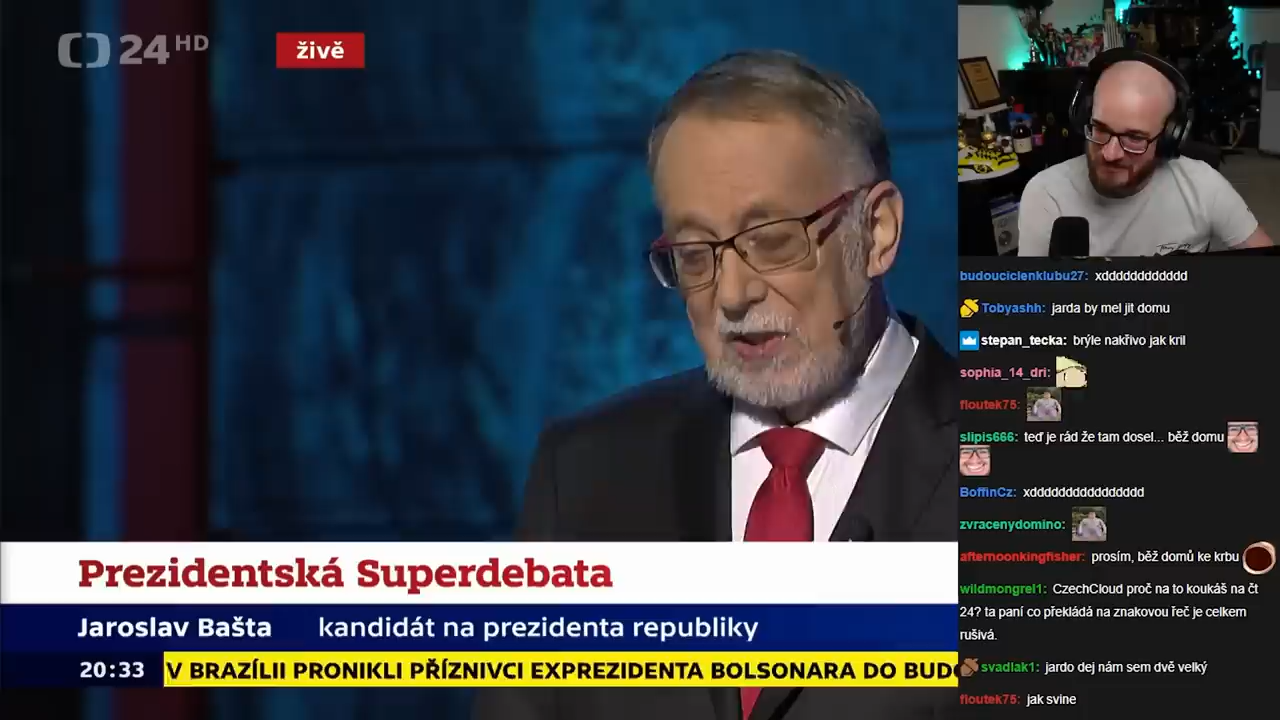 24 HD
živě
Prezidentská Superdebata
Jaroslav Bašta kandidát na prezidenta republiky
20:33 V BRAZÍLII PRONIKLI PŘÍZNIVCI EXPREZIDENTA BOLSONARA DO BUDO
budouciclenklubu27: xdddddddddddd
Tobyashh: jarda by mel jit domu
stepan_tecka: brýle nakřivo jak kril
sophia_14_dri:
floutek75:
slipis666: teď je rád že tam dosel... běž domu
BoffinCz: xddddddddddddddddd
zvracenydomino:
afternoonkingfisher: prosím, běž domů ke krbu
wildmongrel1: CzechCloud proč na to koukáš na čt
24? ta paní co překládá na znakovou řeč je celkem
rušivá.
svadlak1: jardo dej nám sem dvě velký
floutek75: jak svine